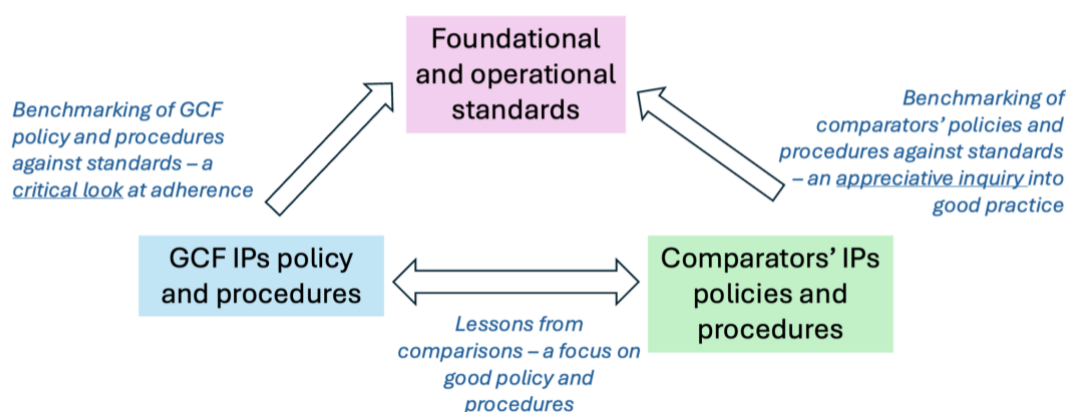 Foundational
and operational
standards
Benchmarking of GCF
policy and procedures
against standards – a
critical look at adherence
Benchmarking of
comparators’ policies and
procedures against standards
– an appreciative inquiry into
good practice
GCF IPs policy
and procedures
Comparators’ IPs
policies and
procedures
Lessons from
comparisons – a focus on
good policy and
procedures